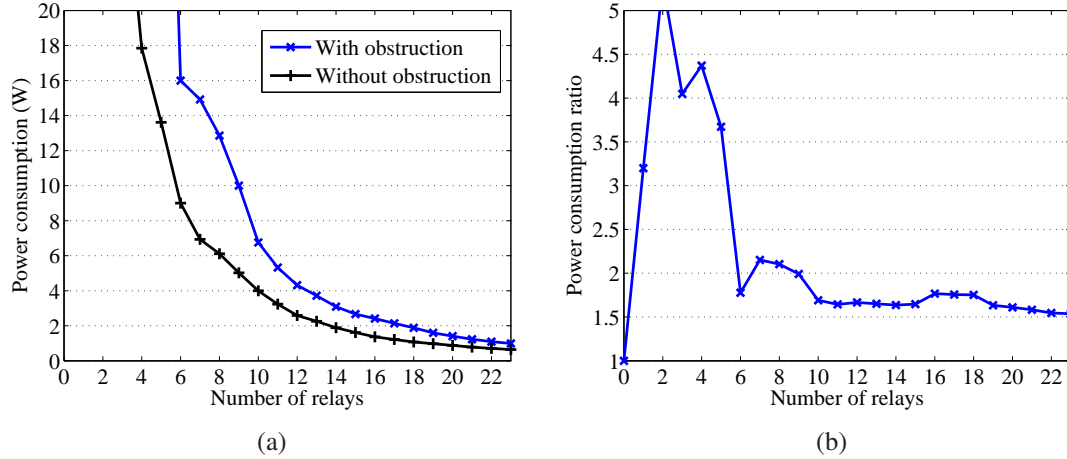 20
18
16
14
12
10
8
6
4
2
0
Power consumption (W)
With obstruction
Without obstruction
0 2 4 6 8 10 12 14 16 18 20 22
Number of relays
(a)
5
4.5
4
3.5
3
2.5
2
1.5
1
Power consumption ratio
0 2 4 6 8 10 12 14 16 18 20 22
Number of relays
(b)